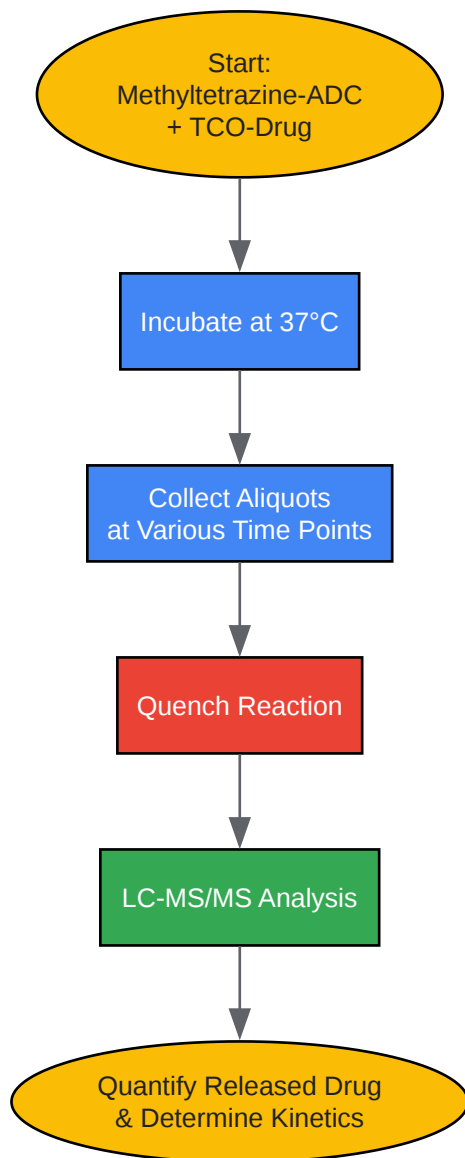 Start:
Methyltetrazine-ADC
+ TCO-Drug
Incubate at 37°C
Collect Aliquots
at Various Time Points
Quench Reaction
LC-MS/MS Analysis
Quantify Released Drug
& Determine Kinetics